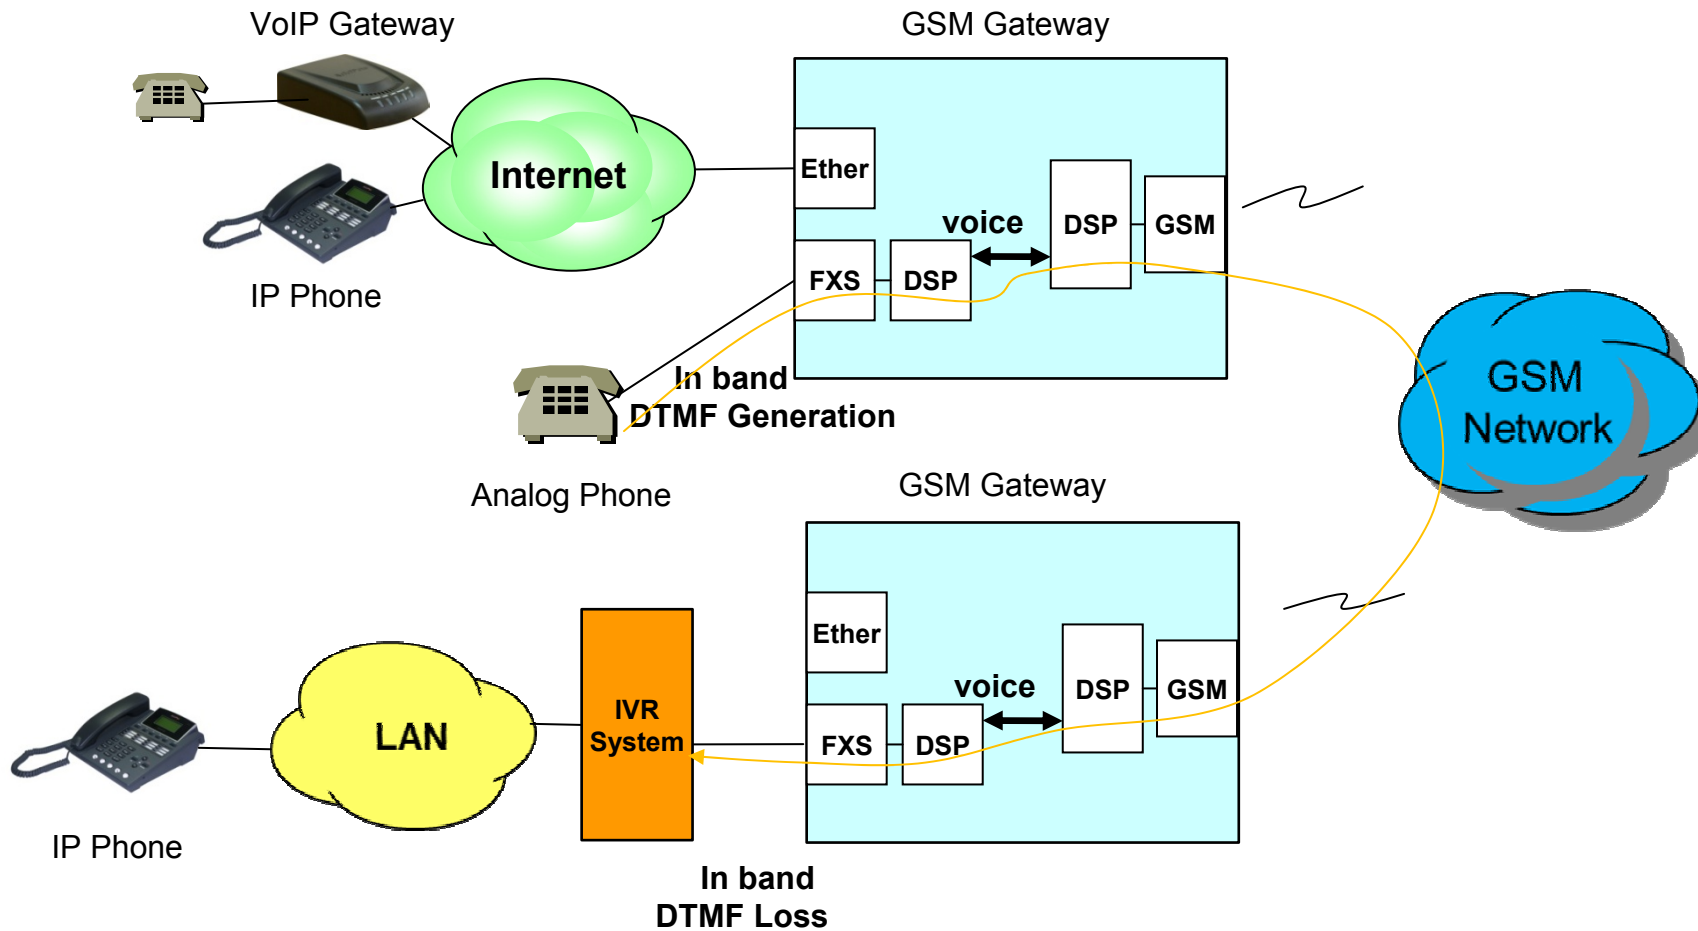 VoIP Gateway
GSM Gateway
Internet
Ether
DSP
GSM
voice
FXS
DSP
IP Phone
In band
DTMF Generation
Analog Phone
GSM
Network
GSM Gateway
Ether
voice
DSP
GSM
FXS
DSP
IVR
System
LAN
IP Phone
In band
DTMF Loss